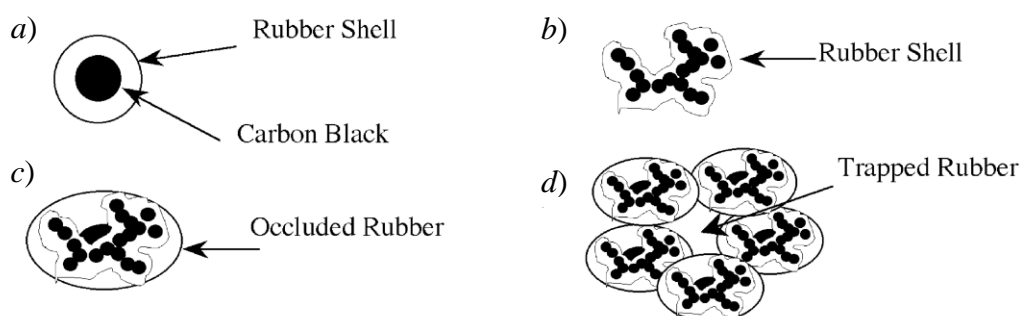 a)
Rubber Shell
Carbon Black
b)
Rubber Shell
c)
Occluded Rubber
d)
Trapped Rubber